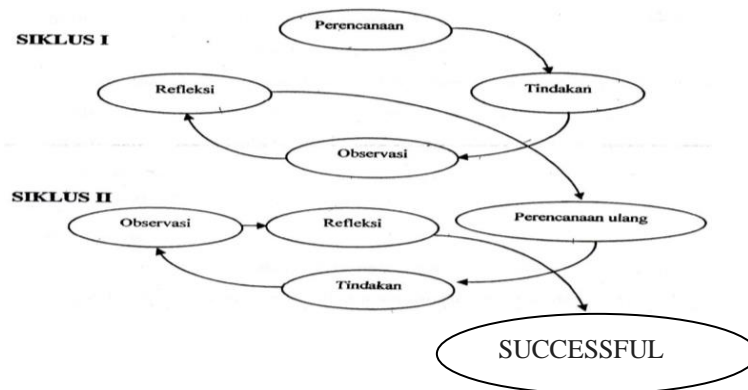 Perencanaan
SIKLUS I
Refleksi
Tindakan
Observasi
SIKLUS II
Observasi
Refleksi
Perencanaan ulang
Tindakan
SUCCESSFUL